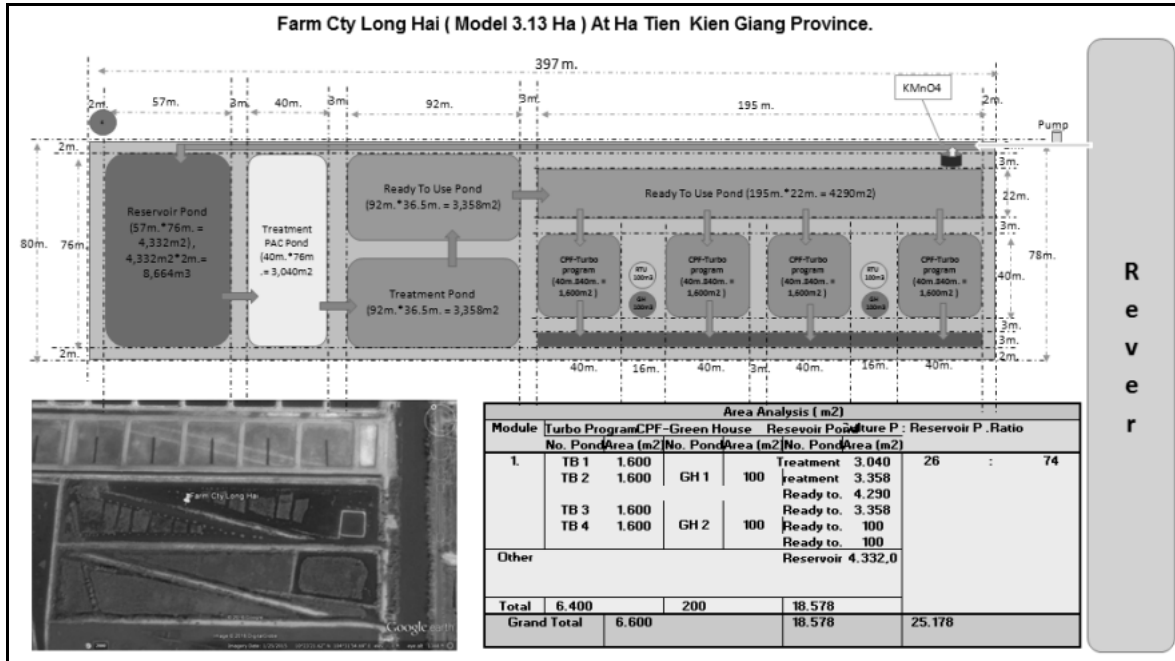 Farm Cty Long Hai ( Model 3.13 Ha ) At Ha Tien Kien Giang Province.
397 m.
2m.
57m.
3m.
40m.
3m.
92m.
3m.
195 m.
2m.
KMnO4
Pump
2m.
80m.
76m.
2m.
Reservoir Pond
(57m.*76m. =
4,332m2),
4,332m2*2m.=
8,664m3
Treatment
PAC Pond
(40m.*76m
.= 3,040m2
Ready To Use Pond
(92m.*36.5m. = 3,358m2)
Treatment Pond
(92m.*36.5m. = 3,358m2
Ready To Use Pond (195m.*22m. = 4290m2)
CPF-Turbo
program
(40m.840m. =
1,600m2 )
RTU
100m3
GH
100m3
CPF-Turbo
program
(40m.840m. =
1,600m2 )
CPF-Turbo
program
(40m.840m. =
1,600m2 )
RTU
100m3
GH
100m3
CPF-Turbo
program
(40m.840m. =
1,600m2 )
3m.
22m.
3m.
40m.
3m.
3m.
2m.
78m.
40m.
16m.
40m.
3m.
40m.
16m.
40m.
Rever
Farm Cty Long Hai
Google earth
Area Analysis ( m2)
Module Turbo Program CPF-Green House Resevoir Pond Culture P : Reservoir P .Ratio
No. Pond Area (m2) No. Pond Area (m2) No. Pond Area (m2)
1. TB 1 1.600 Treatment 3.040 26 : 74
TB 2 1.600 GH 1 100 reatment 3.358
Ready to. 4.290
TB 3 1.600 Ready to. 3.358
TB 4 1.600 GH 2 100 Ready to. 100
Ready to. 100
Other Reservoir 4.332,0
Total 6.400 200 18.578
Grand Total 6.600 18.578 25.178